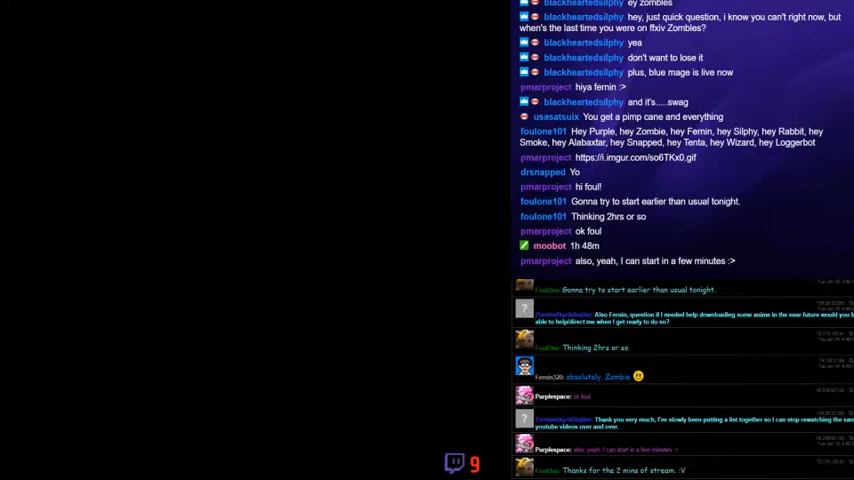 blackheartedsilphy ey zombles
blackheartedsilphy hey, just quick question, i know you can't right now, but
when's the last time you were on ffxiv Zombles?
blackheartedsilphy yea
blackheartedsilphy don't want to lose it
blackheartedsilphy plus, blue mage is live now
pmarproject hiya fernin :>
blackheartedsilphy and it's.....swag
usasatsuix You get a pimp cane and everything
foulone101 Hey Purple, hey Zombie, hey Fernin, hey Silphy, hey Rabbit, hey
Smoke, hey Alabaxtar, hey Snapped, hey Tenta, hey Wizard, hey Loggerbot
pmarproject https://i.imgur.com/so6TKx0.gif
drsnapped Yo
pmarproject hi foul!
foulone101 Gonna try to start earlier than usual tonight.
foulone101 Thinking 2hrs or so
pmarproject ok foul
moobot 1h 48m
pmarproject also, yeah, I can start in a few minutes :>
FoulOne: Gonna try to start earlier than usual tonight.
Also Fernin, question if I needed help downloading some anime in the near future would you b
able to help\direct me when I get ready to do so?
FoulOne: Thinking 2hrs or so
Fernin320: absolutely, Zombie
Purplespace: ok foul
Thank you very much, I've slowly been putting a list together so I can stop rewatching the sam
youtube videos over and over.
Purplespace: also, yeah, I can start in a few minutes :>
FoulOne: Thanks for the 2 mins of stream. :V
9